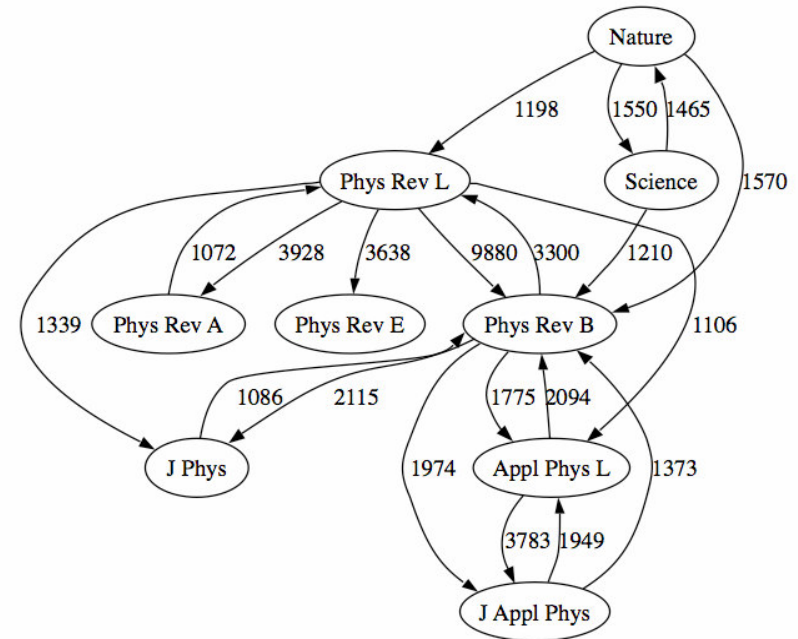 Nature
1198
1550
1465
Phys Rev L
Science
1570
1072
3928
3638
9880
3300
1210
1339
Phys Rev A
Phys Rev E
Phys Rev B
1106
1086
2115
1775
2094
J Phys
1974
Appl Phys L
1373
3783
1949
J Appl Phys